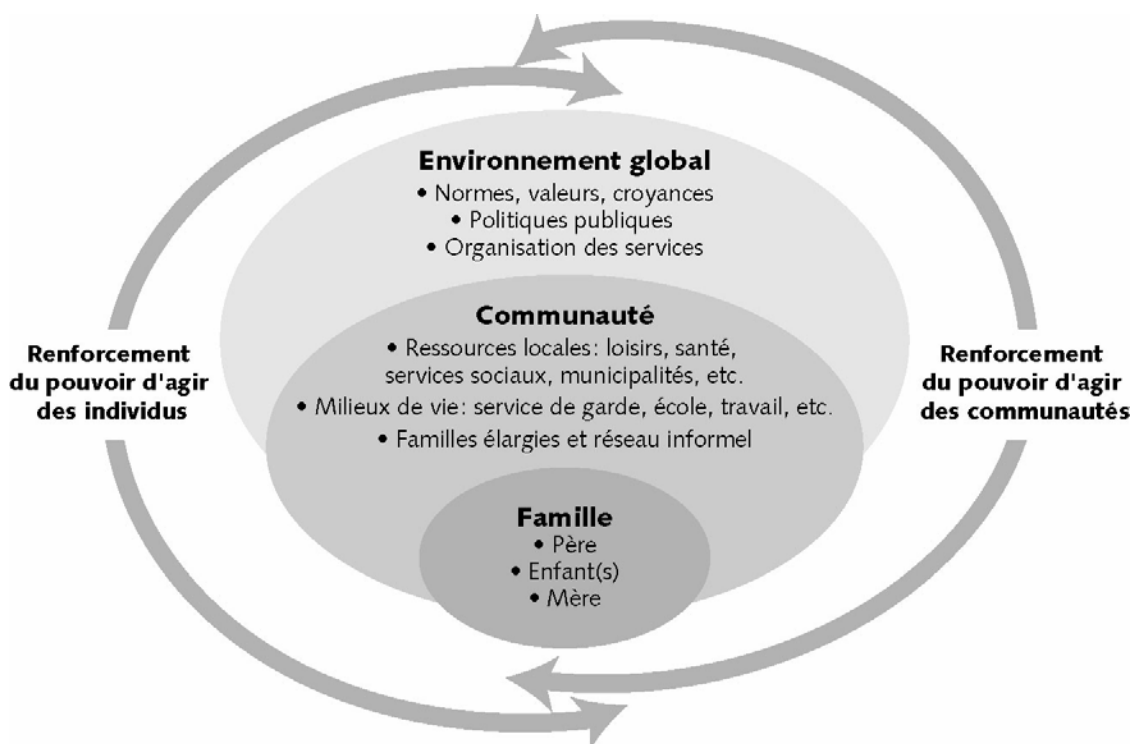 Environnement global
• Normes, valeurs, croyances
• Politiques publiques
• Organisation des services
Communauté
• Ressources locales: loisirs, santé,
services sociaux, municipalités, etc.
• Milieux de vie: service de garde, école, travail, etc.
• Familles élargies et réseau informel
Famille
• Père
• Enfant(s)
• Mère
Renforcement
du pouvoir d'agir
des individus
Renforcement
du pouvoir d'agir
des communautés